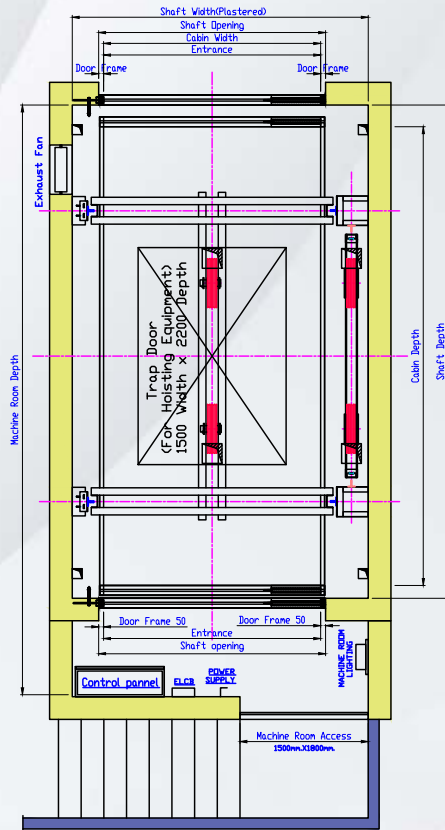 Shaft Width(Plastered)
Shaft Opening
Cabin Width
Entrance
Door Frame
Door Frame
Exhaust Fan
Trap Door
(For Hoisting Equipment)
1500 Width x 2200 Depth
Machine Room Depth
Cabin Depth
Shaft Depth
Door Frame 50
Door Frame 50
Entrance
Shaft opening
Control pannel
ELCB
POWER
SUPPLY
MACHINE ROOM
LIGHTING
Machine Room Access
1500mm.X1800mm.